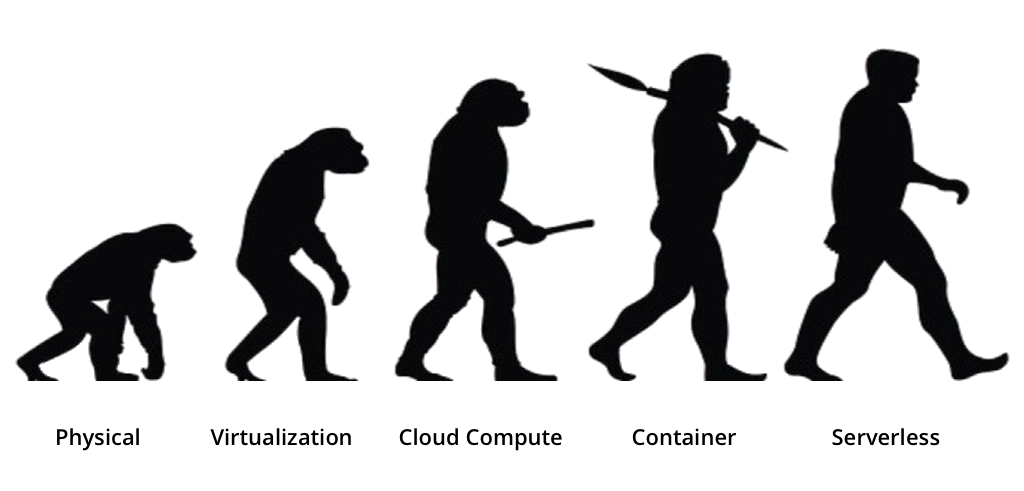 Physical
Virtualization
Cloud Compute
Container
Serverless